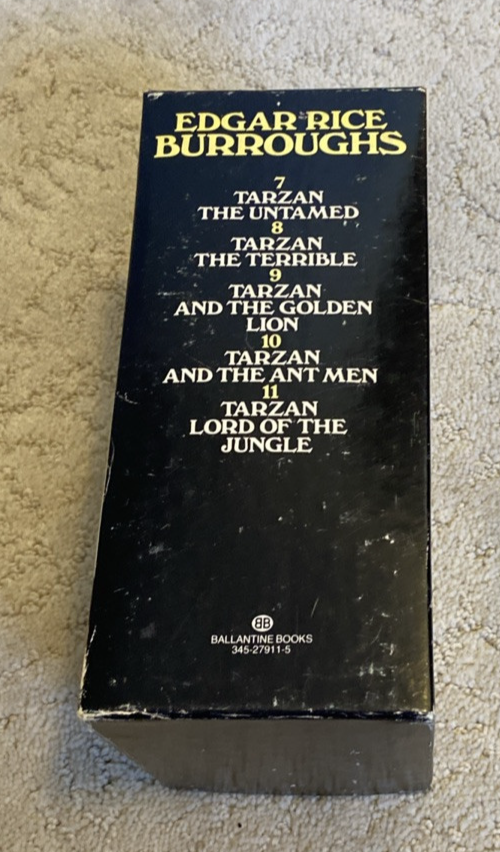 EDGAR RICE
BURROUGHS
7
TARZAN
THE UNTAMED
8
TARZAN
THE TERRIBLE
9
TARZAN
AND THE GOLDEN
LION
10
TARZAN
AND THE ANT MEN
11
TARZAN
LORD OF THE
JUNGLE
BB
BALLANTINE BOOKS
345-27911-5